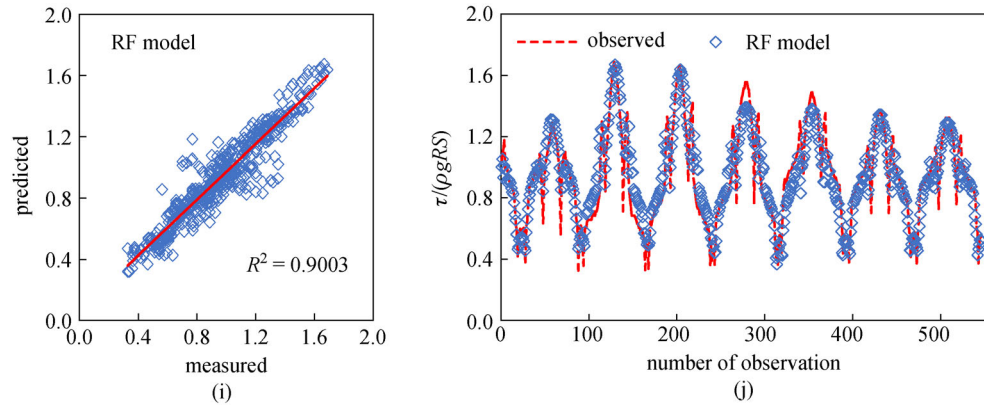 2.0
1.6
1.2
0.8
0.4
0.0
predicted
RF model
R² = 0.9003
0.0 0.4 0.8 1.2 1.6 2.0
measured
(i)
2.0
1.6
1.2
0.8
0.4
0.0
τ/(ρgRS)
observed RF model
0 100 200 300 400 500
number of observation
(j)